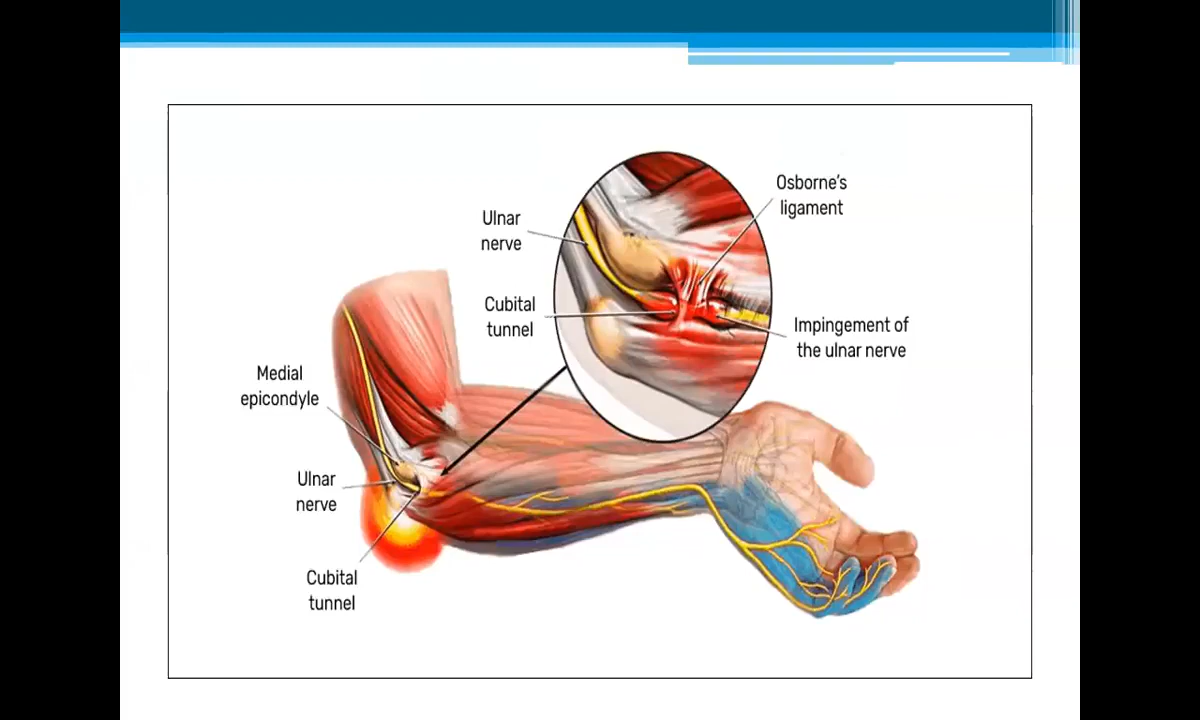 Osborne's
ligament
Ulnar
nerve
Cubital
tunnel
Impingement of
the ulnar nerve
Medial
epicondyle
Ulnar
nerve
Cubital
tunnel